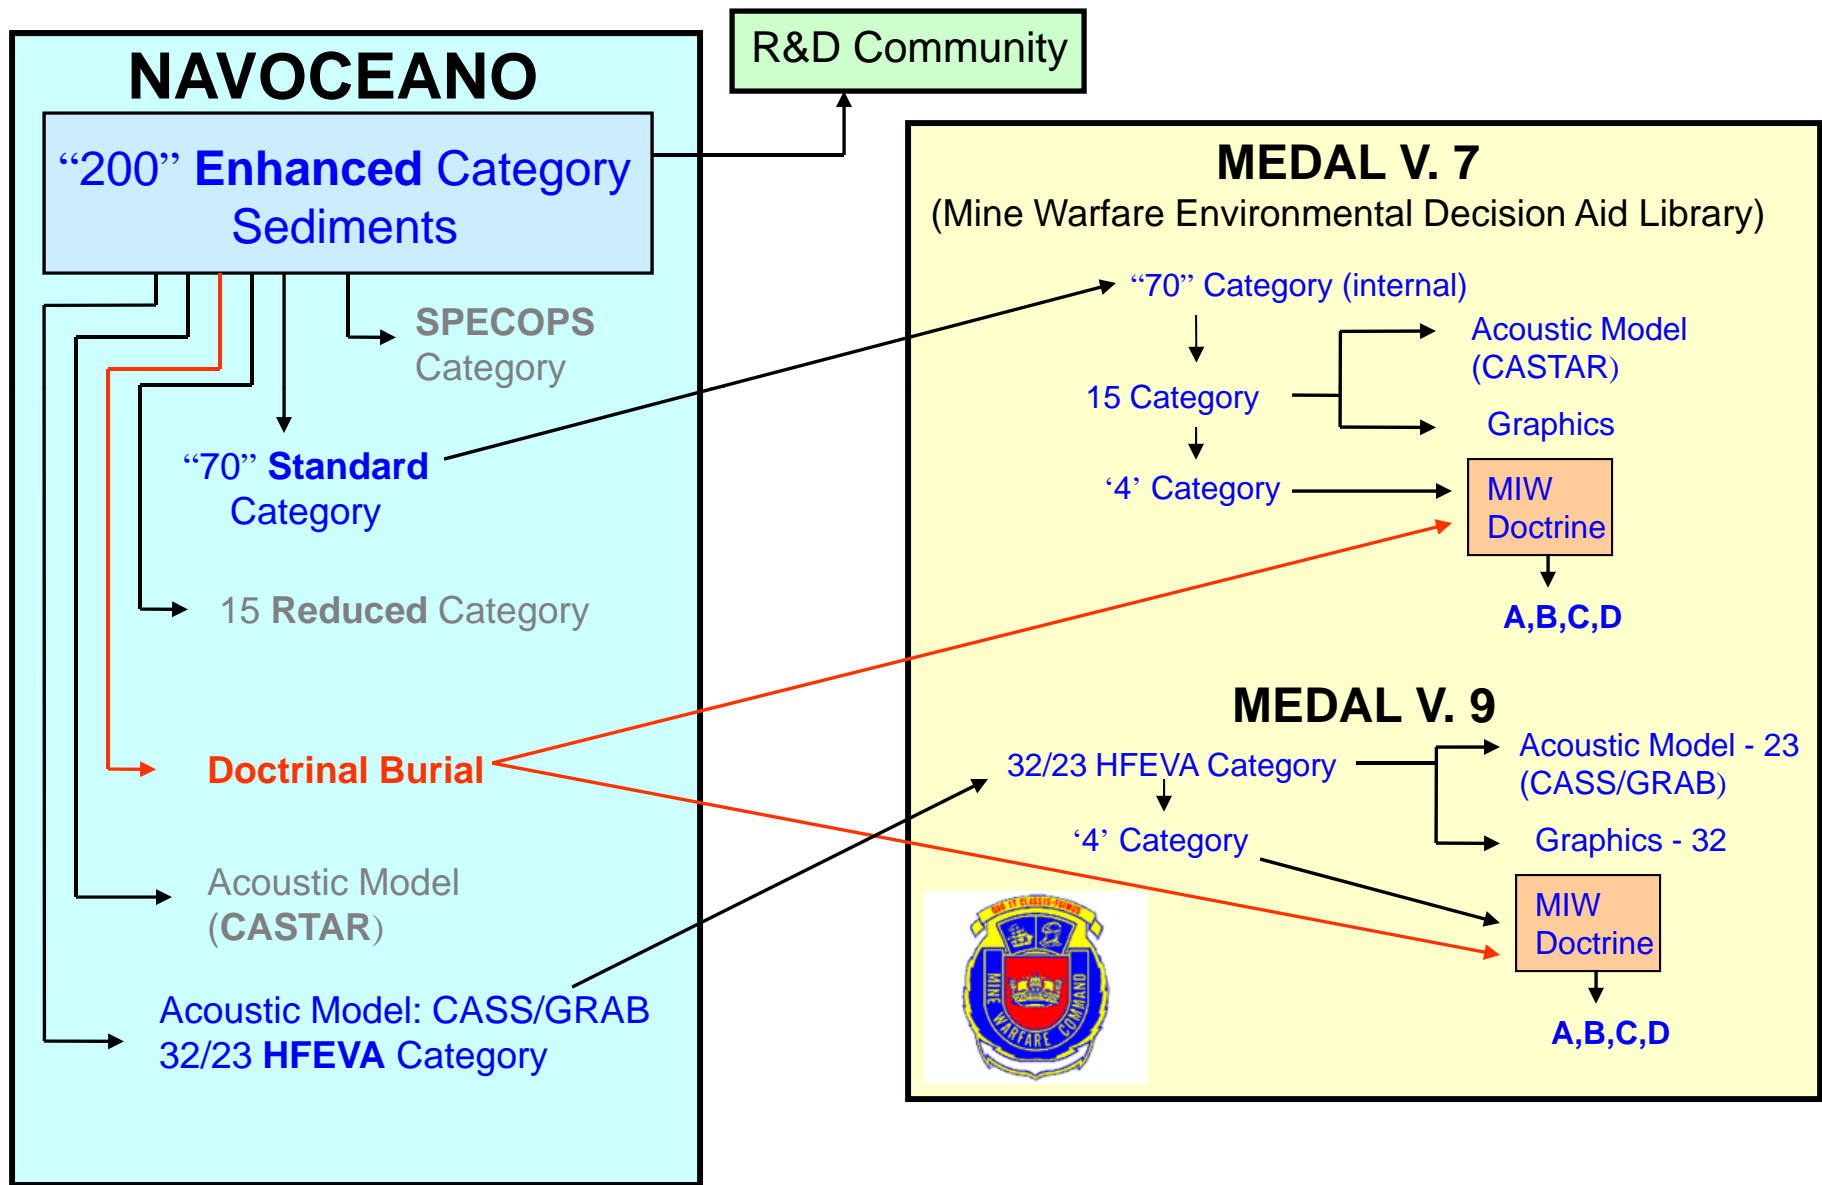 NAVOCEANO
“200” Enhanced Category
Sediments
SPECOPS
Category
“70” Standard
Category
15 Reduced Category
Doctrinal Burial
Acoustic Model
(CASTAR)
Acoustic Model: CASS/GRAB
32/23 HFEVA Category
R&D Community
MEDAL V. 7
(Mine Warfare Environmental Decision Aid Library)
“70” Category (internal)
Acoustic Model
(CASTAR)
15 Category
Graphics
‘4’ Category
MIW
Doctrine
A,B,C,D
MEDAL V. 9
32/23 HFEVA Category
Acoustic Model - 23
(CASS/GRAB)
‘4’ Category
Graphics - 32
MIW
Doctrine
A,B,C,D
MINE WARFARE COMMAND